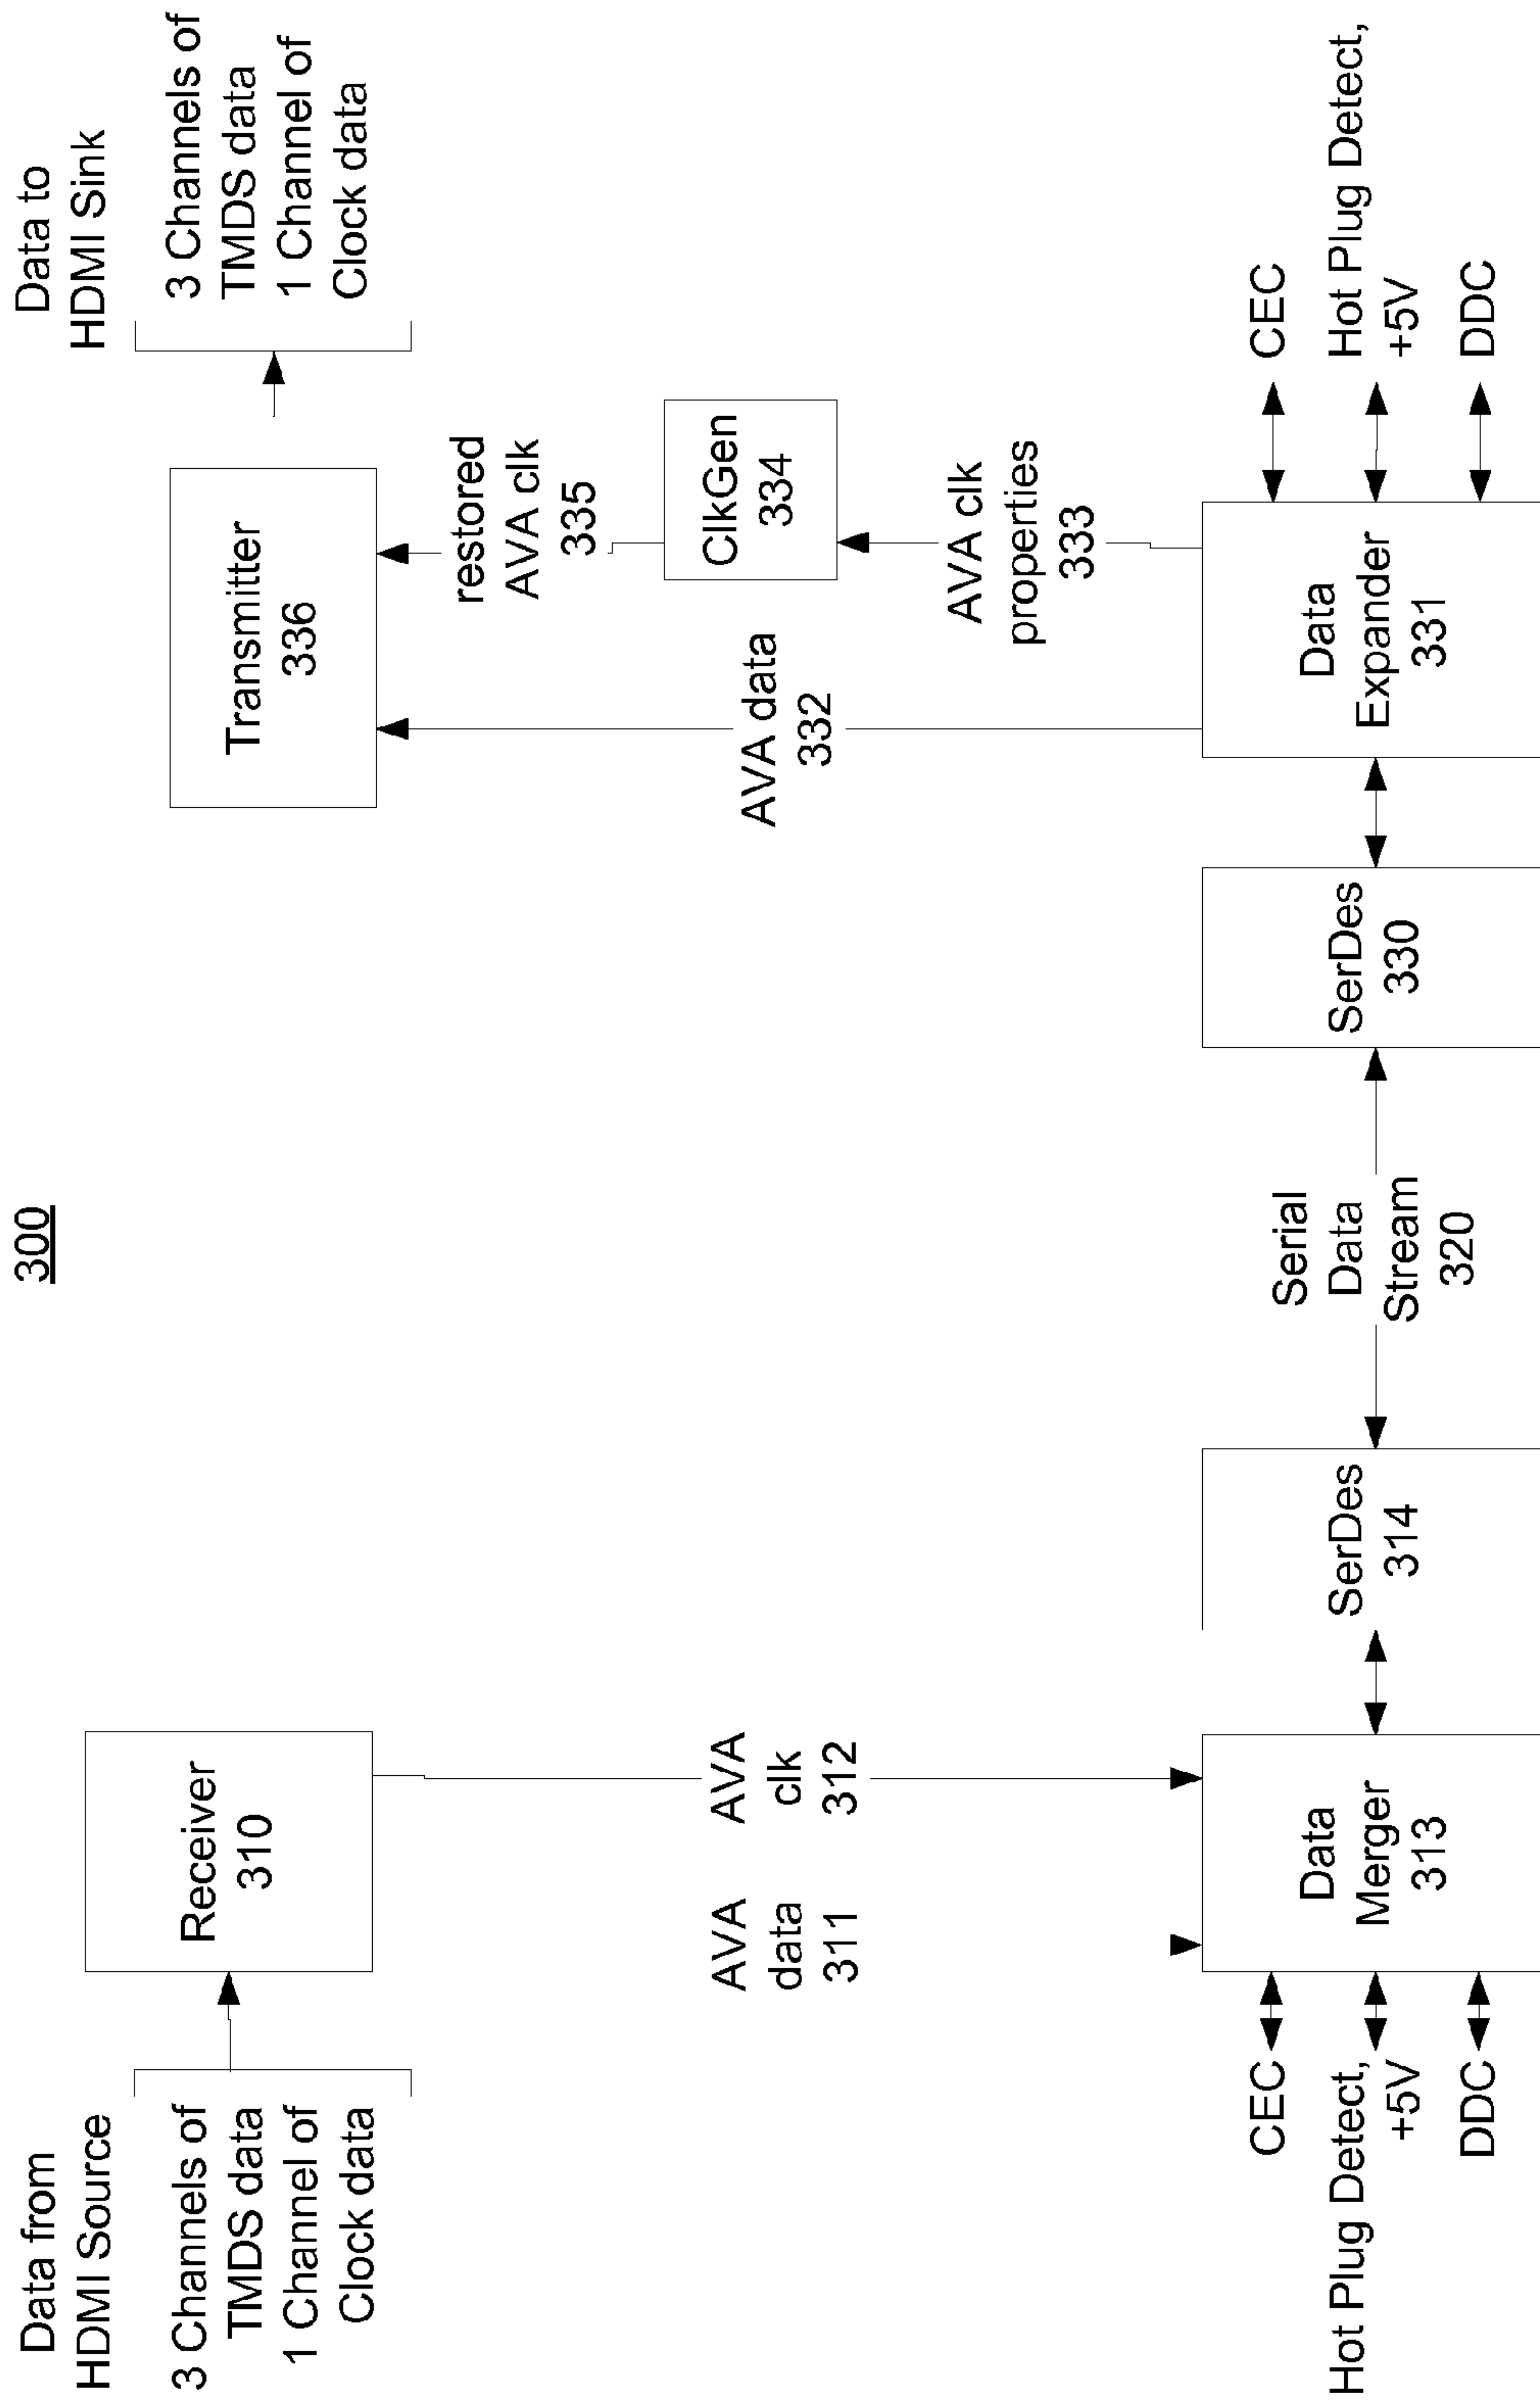 300
Data from
HDMI Source
3 Channels of
TMDS data
1 Channel of
Clock data
Receiver
310
AVA
data
311
AVA
clk
312
CEC
Hot Plug Detect,
+5V
DDC
Data
Merger
313
SerDes
314
Serial
Data
Stream
320
SerDes
330
Data
Expander
331
AVA data
332
AVA clk
properties
333
ClkGen
334
restored
AVA clk
335
Transmitter
336
Data to
HDMI Sink
3 Channels of
TMDS data
1 Channel of
Clock data
CEC
Hot Plug Detect,
+5V
DDC